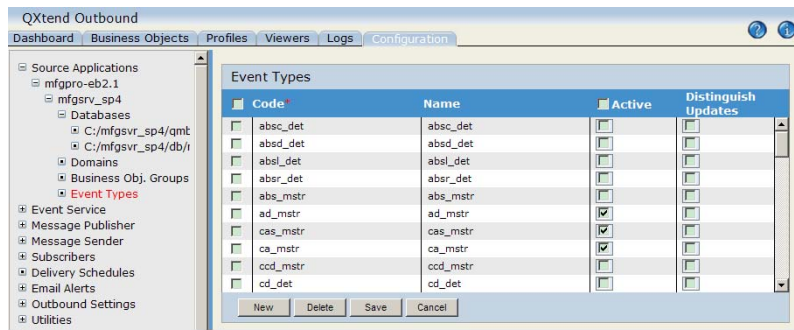 QXtend Outbound
Dashboard Business Objects Profiles Viewers Logs Configuration
Source Applications
mfgpro-eb2.1
mfgsrv_sp4
Databases
C:/mfgsvr_sp4/qmt
C:/mfgsvr_sp4/db/r
Domains
Business Obj. Groups
Event Types
Event Service
Message Publisher
Message Sender
Subscribers
Delivery Schedules
Email Alerts
Outbound Settings
Utilities
Event Types
Code* Name Active Distinguish Updates
absc_det absc_det
absd_det absd_det
absl_det absl_det
absr_det absr_det
abs_mstr abs_mstr
ad_mstr ad_mstr
cas_mstr cas_mstr
ca_mstr ca_mstr
ccd_mstr ccd_mstr
cd_det cd_det
New Delete Save Cancel